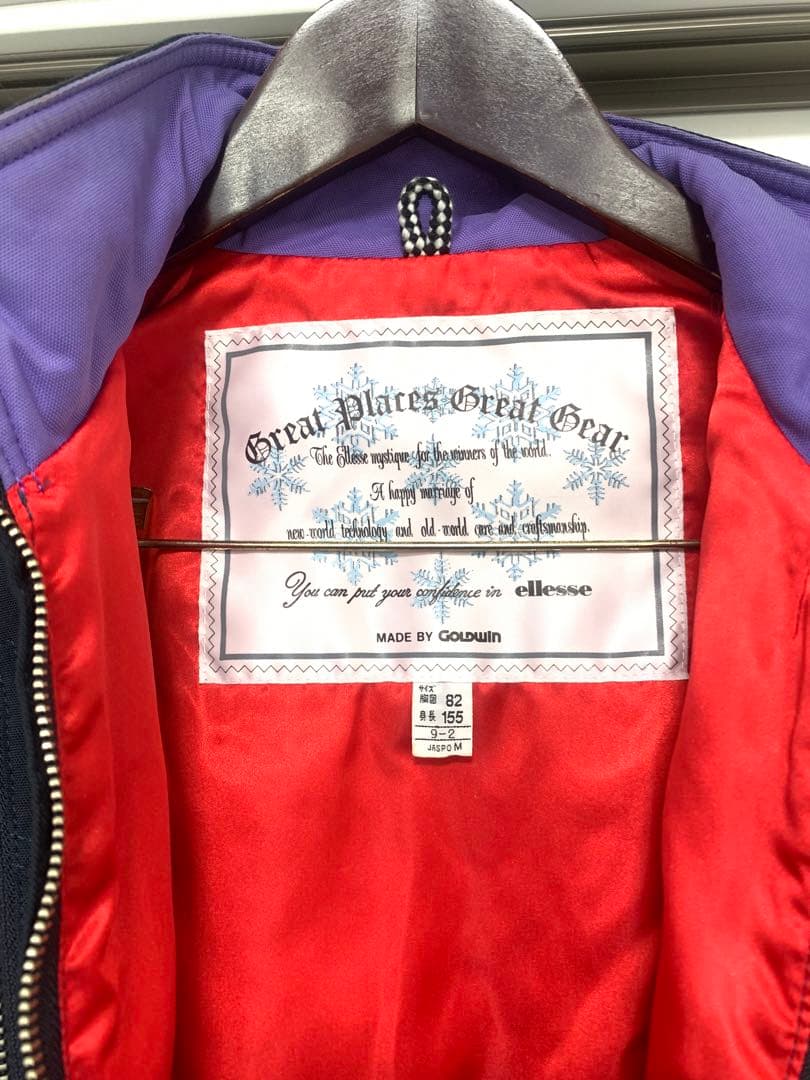 Great Places Great Gear
The Ellesse mystique for the winners of the world.
A happy marriage of
new-world technology and old-world care and craftsmanship.
You can put your confidence in ellesse
MADE BY GOLDWIN
サイズ
胸囲 82
身長 155
9-2
JASPO M